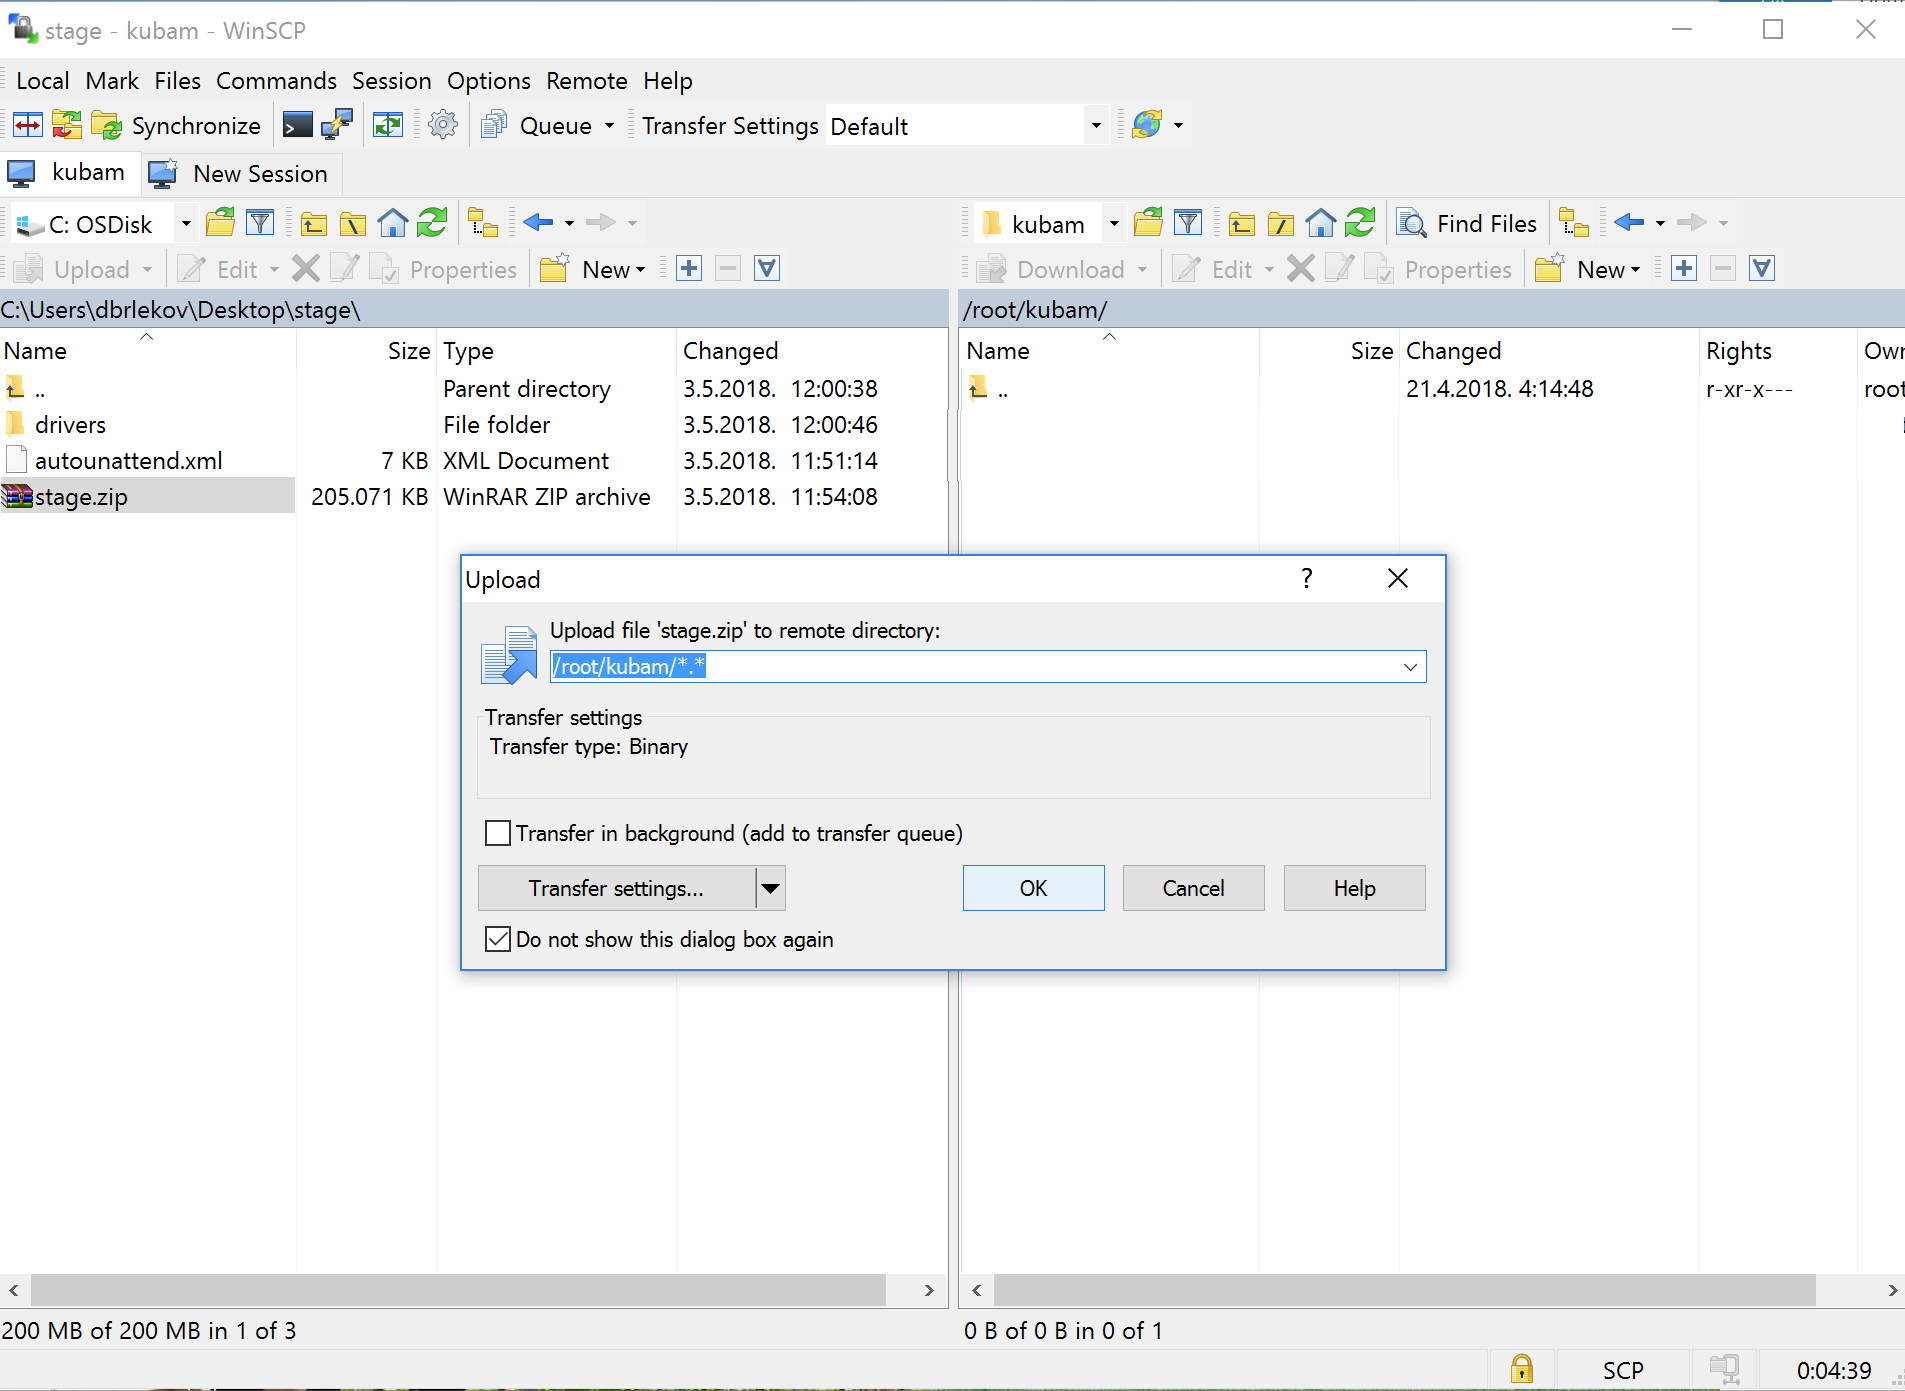 stage - kubam - WinSCP
Local Mark Files Commands Session Options Remote Help
Synchronize Queue Transfer Settings Default
kubam New Session
C: OSDisk
kubam Find Files
Upload Edit Properties New
Download Edit Properties New
C:\Users\dbrlekov\Desktop\stage\
/root/kubam/
Name Size Type Changed
.. Parent directory 3.5.2018. 12:00:38
drivers File folder 3.5.2018. 12:00:46
autounattend.xml 7 KB XML Document 3.5.2018. 11:51:14
stage.zip 205.071 KB WinRAR ZIP archive 3.5.2018. 11:54:08
Name Size Changed Rights Own
.. 21.4.2018. 4:14:48 r-xr-x--- root
Upload ?
Upload file 'stage.zip' to remote directory:
/root/kubam/*.*
Transfer settings
Transfer type: Binary
Transfer in background (add to transfer queue)
Transfer settings... OK Cancel Help
Do not show this dialog box again
200 MB of 200 MB in 1 of 3
0 B of 0 B in 0 of 1
SCP 0:04:39